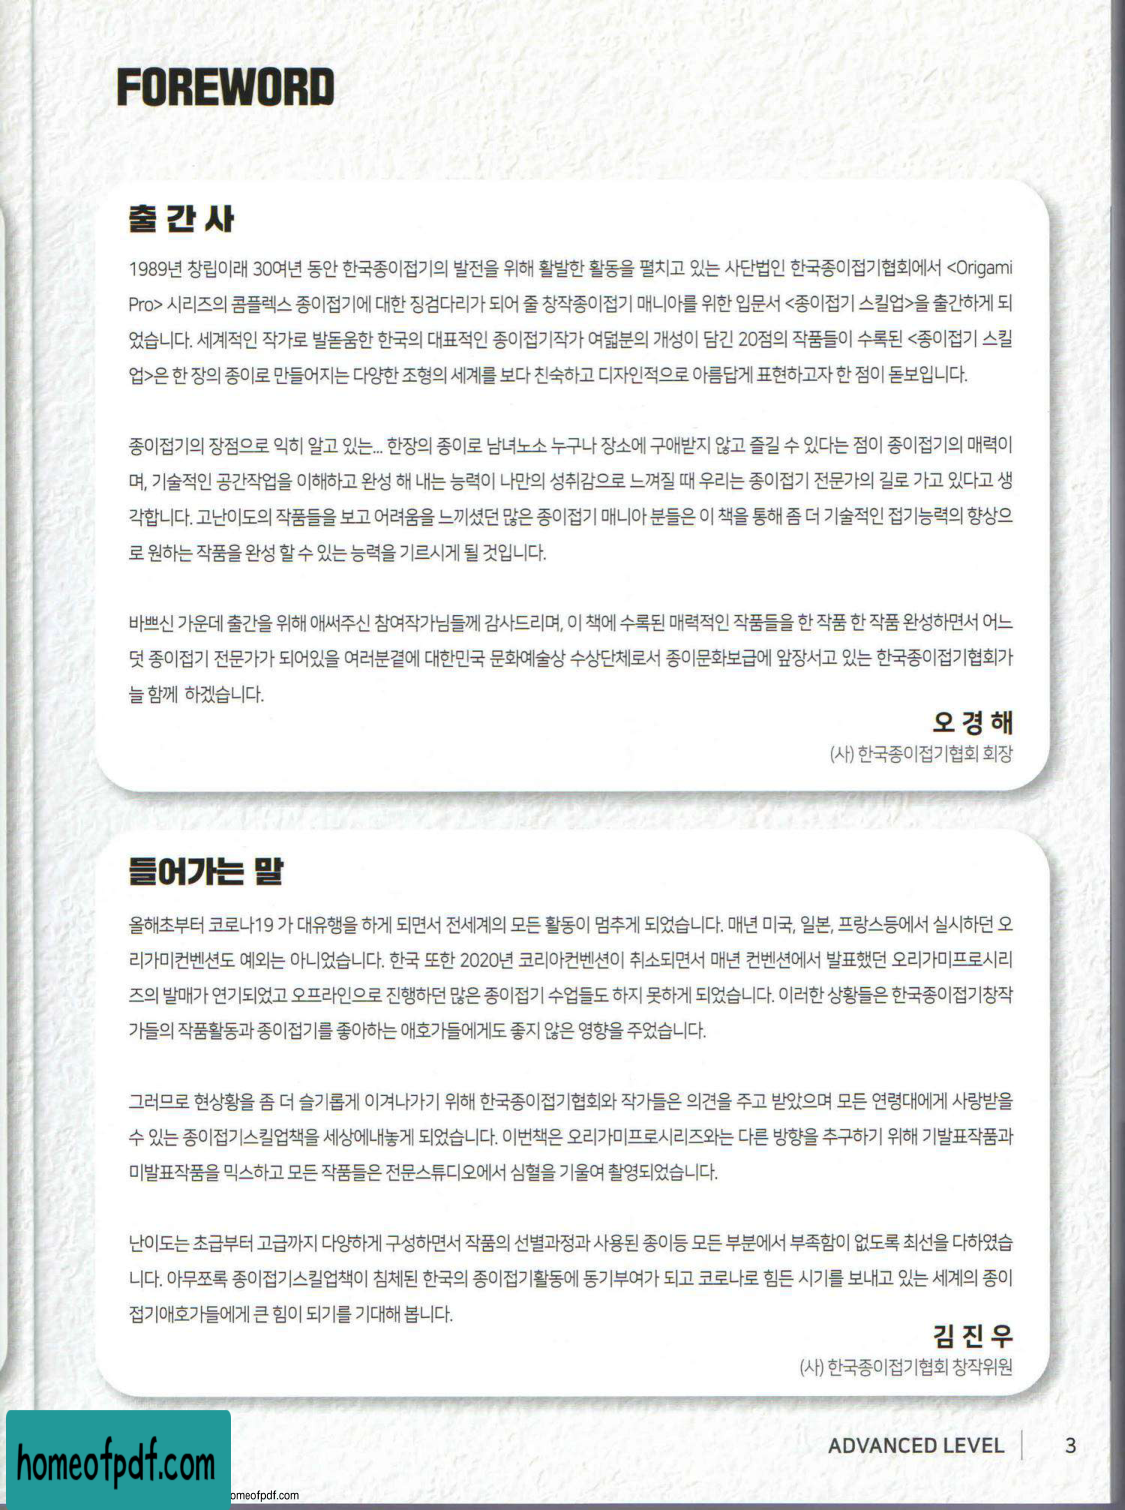 FOREWORD
출 간 사
1989년 창립이래 30여년 동안 한국종이접기의 발전을 위해 활발한 활동을 펼치고 있는 사단법인 한국종이접기협회에서 <Origami
Pro> 시리즈의 콤플렉스 종이접기에 대한 징검다리가 되어 줄 창작종이접기 매니아를 위한 입문서 <종이접기 스킬업>을 출간하게 되
었습니다. 세계적인 작가로 발돋움한 한국의 대표적인 종이접기작가 여덟분의 개성이 담긴 20점의 작품들이 수록된 <종이접기 스킬
업>은 한 장의 종이로 만들어지는 다양한 조형의 세계를 보다 친숙하고 디자인적으로 아름답게 표현하고자 한 점이 돋보입니다.
종이접기의 장점으로 익히 알고 있는... 한장의 종이로 남녀노소 누구나 장소에 구애받지 않고 즐길 수 있다는 점이 종이접기의 매력이
며, 기술적인 공간작업을 이해하고 완성 해 내는 능력이 나만의 성취감으로 느껴질 때 우리는 종이접기 전문가의 길로 가고 있다고 생
각합니다. 고난이도의 작품들을 보고 어려움을 느끼셨던 많은 종이접기 매니아 분들은 이 책을 통해 좀 더 기술적인 접기능력의 향상으
로 원하는 작품을 완성 할 수 있는 능력을 기르시게 될 것입니다.
바쁘신 가운데 출간을 위해 애써주신 참여작가님들께 감사드리며, 이 책에 수록된 매력적인 작품들을 한 작품 한 작품 완성하면서 어느
덧 종이접기 전문가가 되어있을 여러분곁에 대한민국 문화예술상 수상단체로서 종이문화보급에 앞장서고 있는 한국종이접기협회가
늘 함께 하겠습니다.
오 경 해
(사) 한국종이접기협회 회장
들어가는 말
올해초부터 코로나19 가 대유행을 하게 되면서 전세계의 모든 활동이 멈추게 되었습니다. 매년 미국, 일본, 프랑스등에서 실시하던 오
리가미컨벤션도 예외는 아니었습니다. 한국 또한 2020년 코리아컨벤션이 취소되면서 매년 컨벤션에서 발표했던 오리가미프로시리
즈의 발매가 연기되었고 오프라인으로 진행하던 많은 종이접기 수업들도 하지 못하게 되었습니다. 이러한 상황들은 한국종이접기창작
가들의 작품활동과 종이접기를 좋아하는 애호가들에게도 좋지 않은 영향을 주었습니다.
그러므로 현상황을 좀 더 슬기롭게 이겨나가기 위해 한국종이접기협회와 작가들은 의견을 주고 받았으며 모든 연령대에게 사랑받을
수 있는 종이접기스킬업책을 세상에내놓게 되었습니다. 이번책은 오리가미프로시리즈와는 다른 방향을 추구하기 위해 기발표작품과
미발표작품을 믹스하고 모든 작품들은 전문스튜디오에서 심혈을 기울여 촬영되었습니다.
난이도는 초급부터 고급까지 다양하게 구성하면서 작품의 선별과정과 사용된 종이등 모든 부분에서 부족함이 없도록 최선을 다하였습
니다. 아무쪼록 종이접기스킬업책이 침체된 한국의 종이접기활동에 동기부여가 되고 코로나로 힘든 시기를 보내고 있는 세계의 종이
접기애호가들에게 큰 힘이 되기를 기대해 봅니다.
김 진 우
(사) 한국종이접기협회 창작위원
ADVANCED LEVEL 3
homeofpdf.com
omeofpdf.com